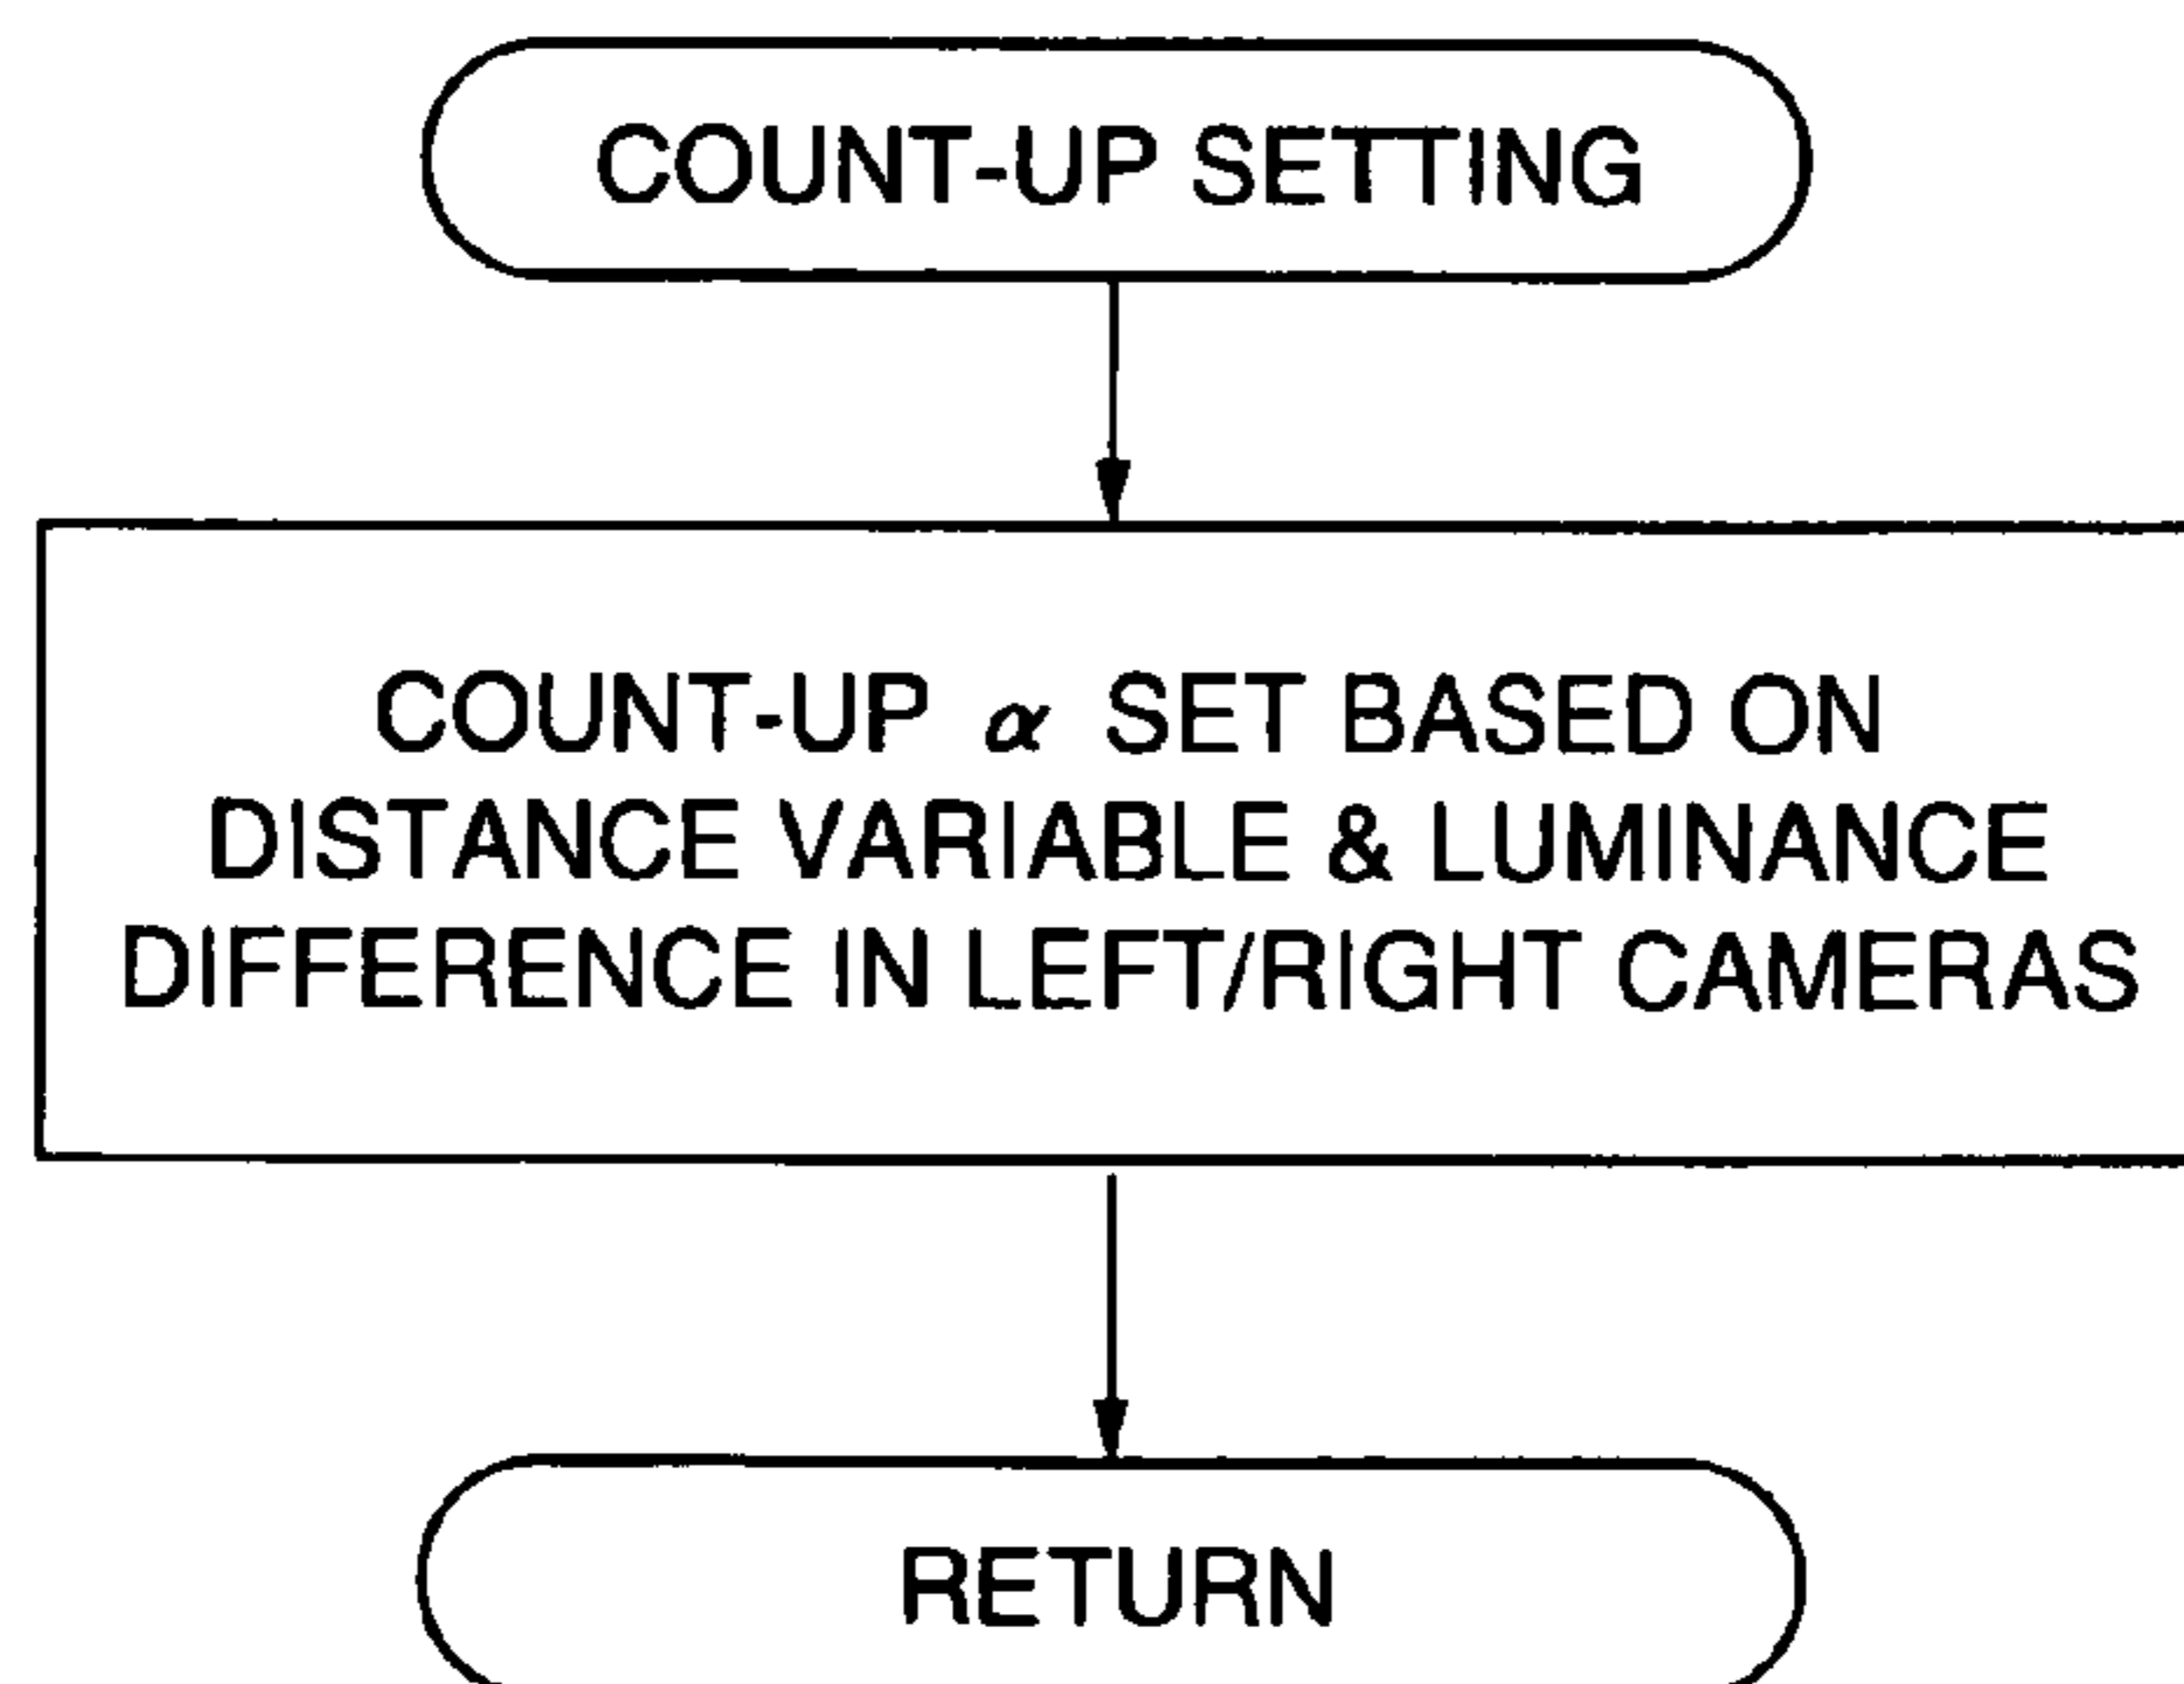 COUNT-UP SETTING
COUNT-UP α SET BASED ON
DISTANCE VARIABLE & LUMINANCE
DIFFERENCE IN LEFT/RIGHT CAMERAS
RETURN